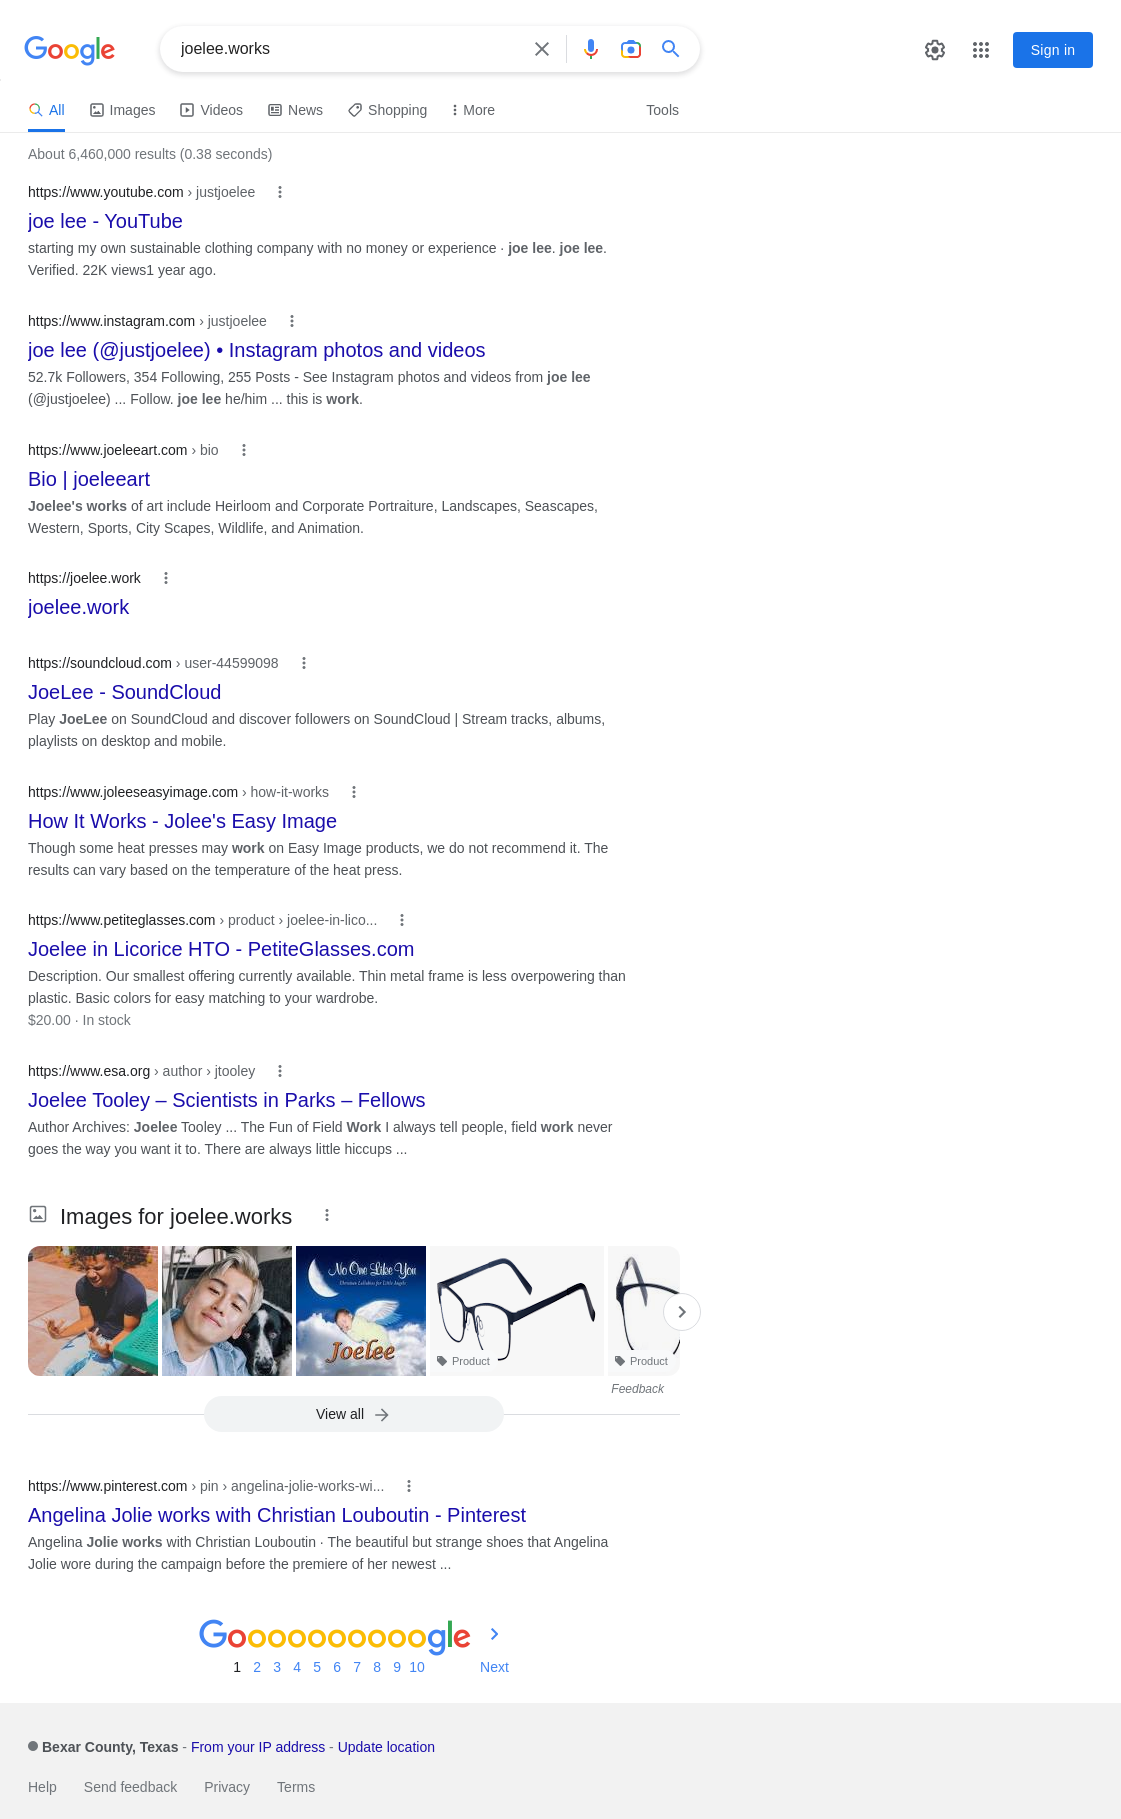 Google
joelee.works
Sign in
All
Images
Videos
News
Shopping
More
Tools
About 6,460,000 results (0.38 seconds)
https://www.youtube.com › justjoelee
joe lee - YouTube
starting my own sustainable clothing company with no money or experience · joe lee. joe lee.
Verified. 22K views1 year ago.
https://www.instagram.com › justjoelee
joe lee (@justjoelee) • Instagram photos and videos
52.7k Followers, 354 Following, 255 Posts - See Instagram photos and videos from joe lee
(@justjoelee) ... Follow. joe lee he/him ... this is work.
https://www.joeleeart.com › bio
Bio | joeleeart
Joelee's works of art include Heirloom and Corporate Portraiture, Landscapes, Seascapes,
Western, Sports, City Scapes, Wildlife, and Animation.
https://joelee.work
joelee.work
https://soundcloud.com › user-44599098
JoeLee - SoundCloud
Play JoeLee on SoundCloud and discover followers on SoundCloud | Stream tracks, albums,
playlists on desktop and mobile.
https://www.joleeseasyimage.com › how-it-works
How It Works - Jolee's Easy Image
Though some heat presses may work on Easy Image products, we do not recommend it. The
results can vary based on the temperature of the heat press.
https://www.petiteglasses.com › product › joelee-in-lico...
Joelee in Licorice HTO - PetiteGlasses.com
Description. Our smallest offering currently available. Thin metal frame is less overpowering than
plastic. Basic colors for easy matching to your wardrobe.
$20.00 · In stock
https://www.esa.org › author › jtooley
Joelee Tooley – Scientists in Parks – Fellows
Author Archives: Joelee Tooley ... The Fun of Field Work I always tell people, field work never
goes the way you want it to. There are always little hiccups ...
Images for joelee.works
No One Like You
Christian Lullabies for Little Angels
Joelee
Product
Product
Feedback
View all
https://www.pinterest.com › pin › angelina-jolie-works-wi...
Angelina Jolie works with Christian Louboutin - Pinterest
Angelina Jolie works with Christian Louboutin · The beautiful but strange shoes that Angelina
Jolie wore during the campaign before the premiere of her newest ...
Goooooooooogle
1 2 3 4 5 6 7 8 9 10 Next
Bexar County, Texas - From your IP address - Update location
Help Send feedback Privacy Terms